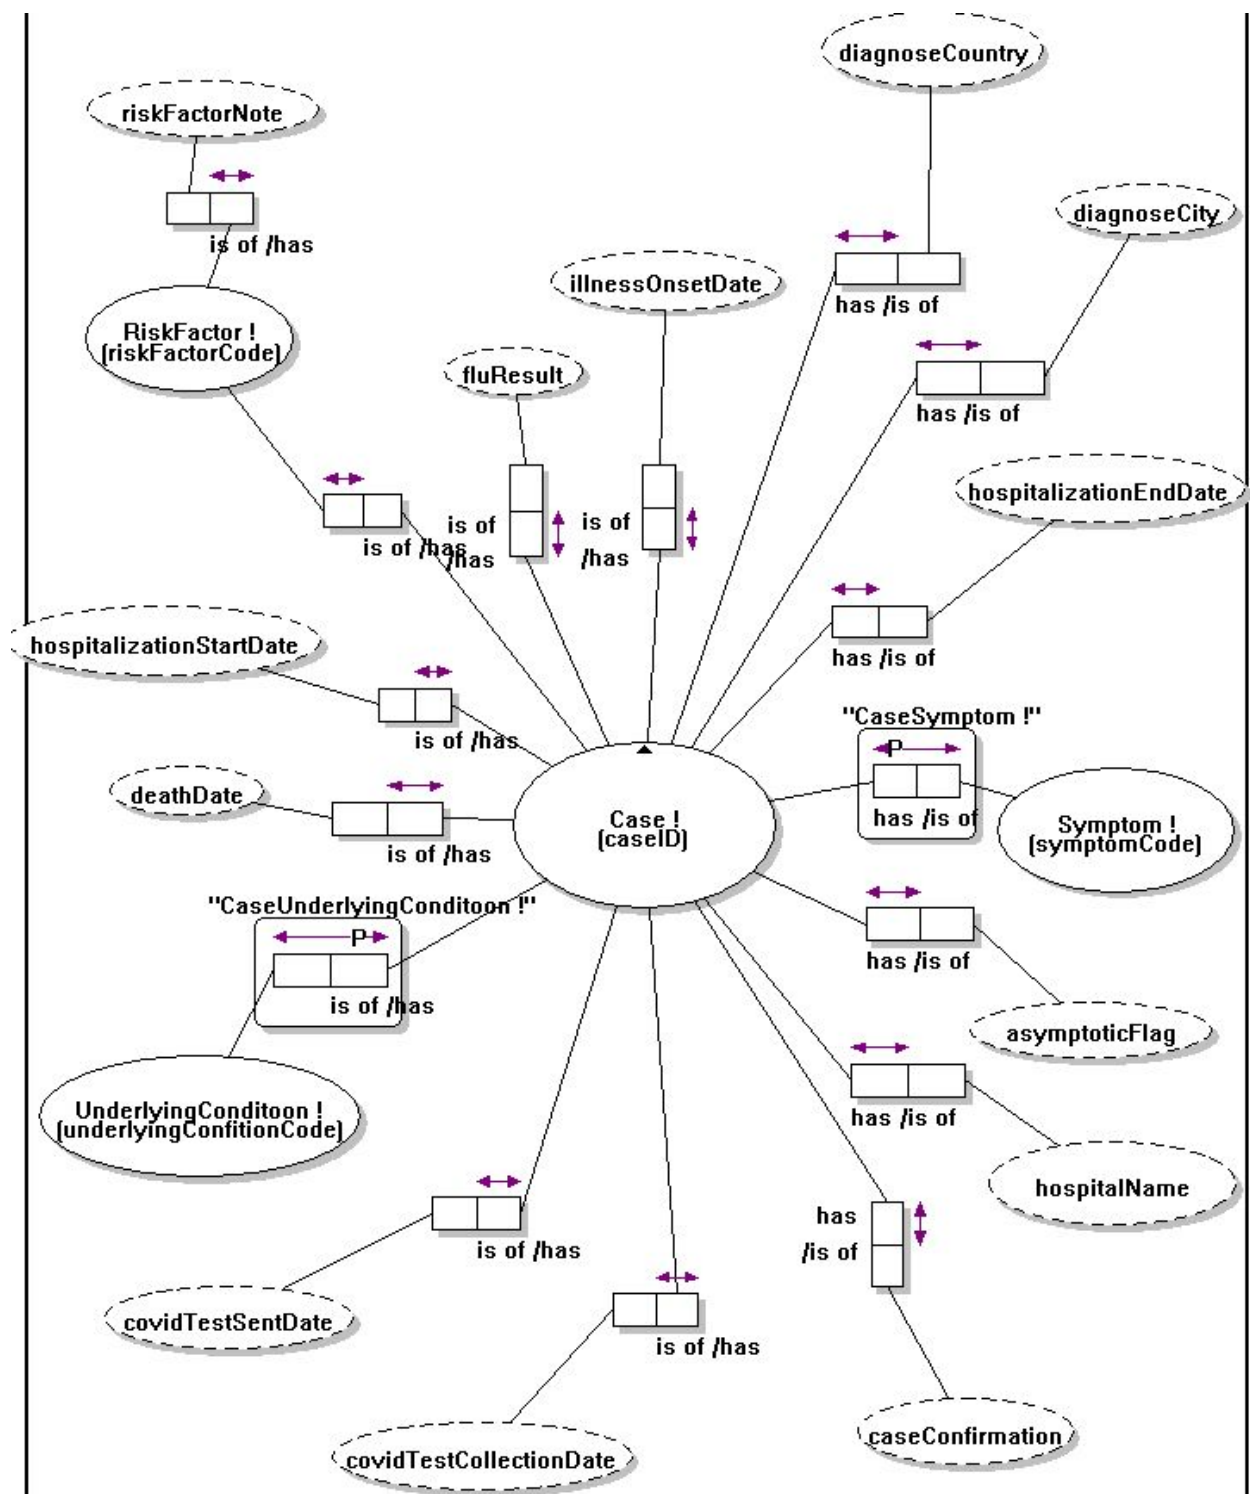 diagnoseCountry
riskFactorNote
is of /has
diagnoseCity
RiskFactor !
(riskFactorCode)
illnessOnsetDate
has /is of
fluResult
has /is of
hospitalizationEndDate
is of /has
is of
/has
is of
/has
has /is of
hospitalizationStartDate
is of /has
"CaseSymptom !"
P
has /is of
Symptom !
(symptomCode)
deathDate
is of /has
Case !
(caseID)
"CaseUnderlyingConditoon !"
P
is of /has
has /is of
asymptoticFlag
UnderlyingConditoon !
(underlyingConfitionCode)
has /is of
hospitalName
is of /has
has
/is of
covidTestSentDate
is of /has
covidTestCollectionDate
caseConfirmation